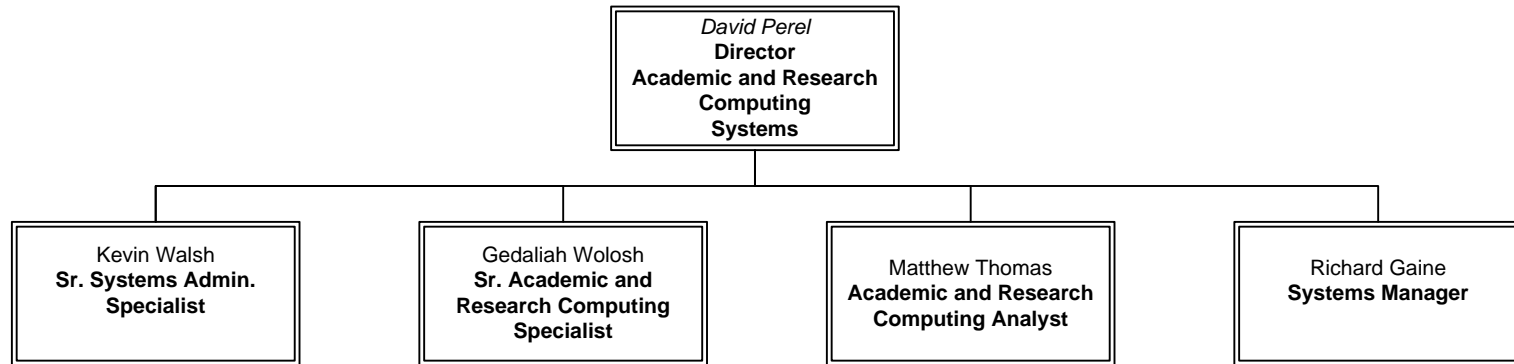 David Perel
Director
Academic and Research
Computing
Systems
Kevin Walsh
Sr. Systems Admin.
Specialist
Gedaliah Wolosh
Sr. Academic and
Research Computing
Specialist
Matthew Thomas
Academic and Research
Computing Analyst
Richard Gaine
Systems Manager